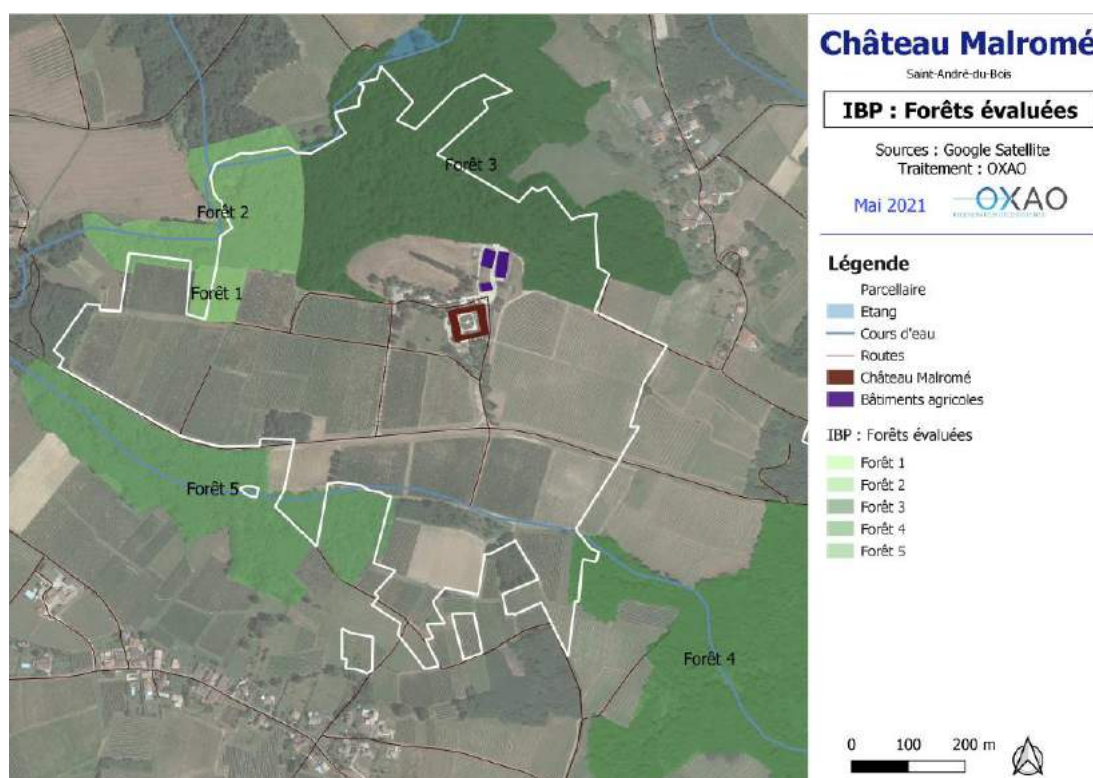 Château Malromé
Saint-André-du-Bois
IBP : Forêts évaluées
Sources : Google Satellite
Traitement : OXAO
Mai 2021
OXAO
Légende
Parcellaire
Etang
Cours d'eau
Routes
Château Malromé
Bâtiments agricoles
IBP : Forêts évaluées
Forêt 1
Forêt 2
Forêt 3
Forêt 4
Forêt 5
0 100 200 m
Forêt 3
Forêt 2
Forêt 1
Forêt 5
Forêt 4